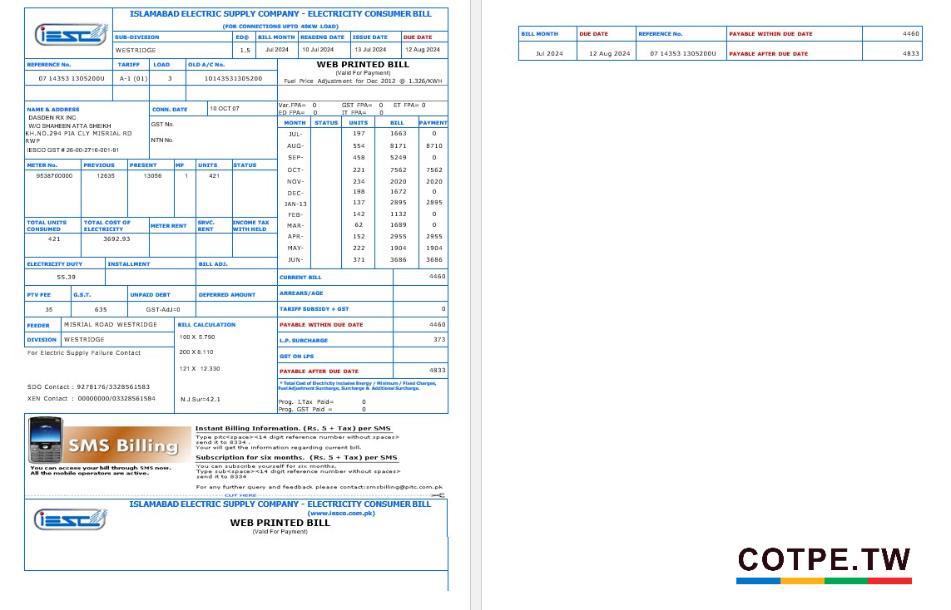 ISLAMABAD ELECTRIC SUPPLY COMPANY - ELECTRICITY CONSUMER BILL
(FOR CONNECTIONS UPTO 40KW LOAD)
iesco
SUB-DIVISION ED@ BILL MONTH READING DATE ISSUE DATE DUE DATE
WESTRIDGE 1.5 Jul 2024 10 Jul 2024 13 Jul 2024 12 Aug 2024
REFERENCE No. TARIFF LOAD OLD A/C No.
07 14353 1305200U A-1 (01) 3 10143531305200
WEB PRINTED BILL
(Valid For Payment)
Fuel Price Adjustment for Dec 2012 @ 1.326/KWH
NAME & ADDRESS
DASDEN RX INC
W/O SHAHEEN ATTA SHEIKH
KH.NO.294 PIA CLY MISRIAL RD
RWP
IESCO GST # 26-00-2716-001-91
CONN. DATE 10 OCT 07
GST No.
NTN No.
Var.FPA= 0 GST FPA= 0 ET FPA= 0
ED FPA= 0 IT FPA= 0
MONTH STATUS UNITS BILL PAYMENT
JUL- 197 1663 0
AUG- 554 8171 8710
SEP- 458 5249 0
OCT- 221 7562 7562
NOV- 234 2020 2020
DEC- 198 1672 0
JAN-13 137 2895 2895
FEB- 142 1132 0
MAR- 62 1689 0
APR- 152 2955 2955
MAY- 222 1904 1904
JUN- 371 3686 3686
METER No. PREVIOUS PRESENT MF UNITS STATUS
9538700000 12635 13056 1 421
TOTAL UNITS CONSUMED TOTAL COST OF ELECTRICITY METER RENT SRVC. RENT INCOME TAX WITH HELD
421 3692.93
ELECTRICITY DUTY INSTALLMENT BILL ADJ.
55.39
PTV FEE G.S.T. UNPAID DEBT DEFERRED AMOUNT
35 635 GST-Adj=0
CURRENT BILL 4460
ARREARS/AGE
TARIFF SUBSIDY + GST 0
PAYABLE WITHIN DUE DATE 4460
L.P. SURCHARGE 373
GST ON LPS
PAYABLE AFTER DUE DATE 4833
* Total Cost of Electricity Includes Energy / Minimum / Fixed Charges,
Fuel Adjustment Surcharge, Surcharge & Additional Surcharge.
Prog. I.Tax Paid = 0
Prog. GST Paid = 0
FEEDER MISRIAL ROAD WESTRIDGE
DIVISION WESTRIDGE
For Electric Supply Failure Contact
SDO Contact : 9278176/3328561583
XEN Contact : 00000000/03328561584
BILL CALCULATION
100 X 5.790
200 X 8.110
121 X 12.330
N.J.Sur=42.1
SMS Billing
You can access your bill through SMS now.
All the mobile operators are active.
Instant Billing Information. (Rs. 5 + Tax) per SMS
Type pitc<space><14 digit reference number without spaces>
send it to 8334 .
Your will get the information regarding current bill.
Subscription for six months. (Rs. 5 + Tax) per SMS
You can subscribe yourself for six months.
Type sub<space><14 digit reference number without spaces>
send it to 8334
For any further query and feedback please contact:smsbilling@pitc.com.pk
CUT HERE
iesco
ISLAMABAD ELECTRIC SUPPLY COMPANY - ELECTRICITY CONSUMER BILL
(www.iesco.com.pk)
WEB PRINTED BILL
(Valid For Payment)
BILL MONTH DUE DATE REFERENCE No. PAYABLE WITHIN DUE DATE 4460
Jul 2024 12 Aug 2024 07 14353 1305200U PAYABLE AFTER DUE DATE 4833
COTPE.TW